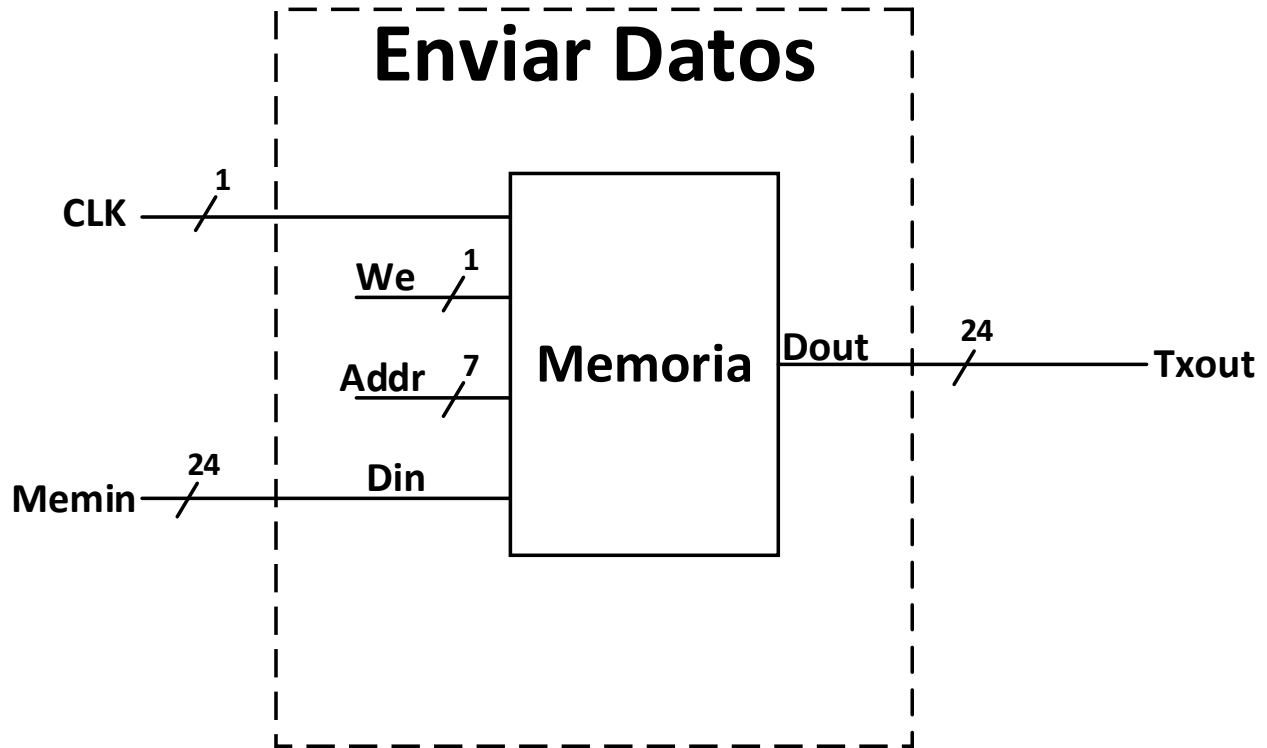 Enviar Datos
1
CLK
We
1
Addr
7
Memoria
Dout
24
Txout
24
Memin
Din